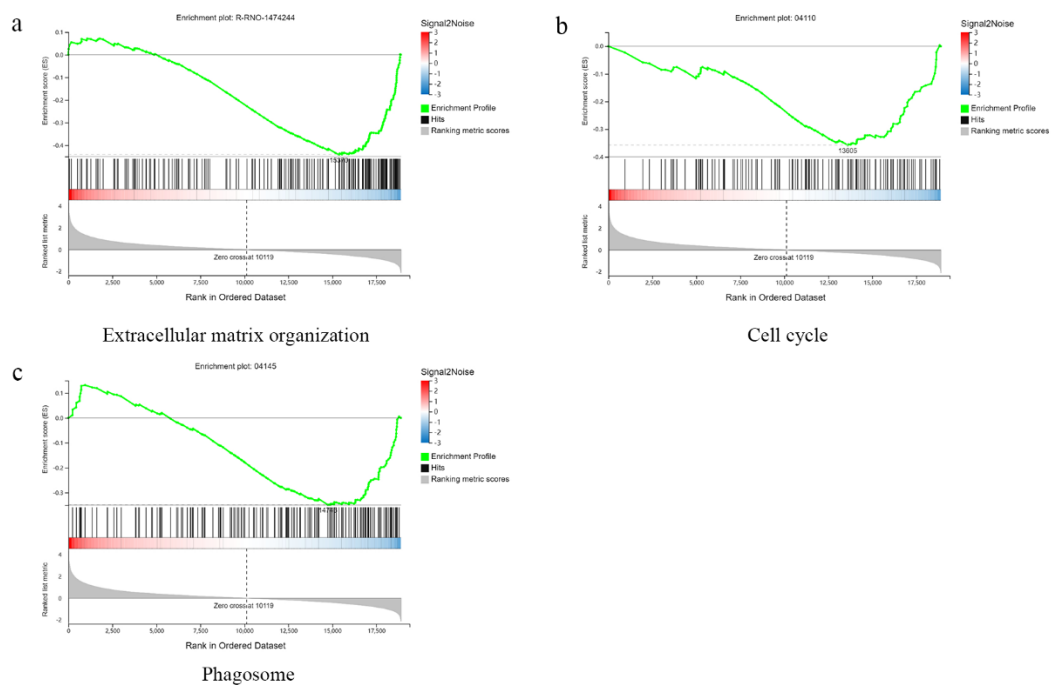 a
Enrichment plot: R-RNO-1474244
Enrichment score (ES)
0.1
0.0
-0.1
-0.2
-0.3
-0.4
Ranked list metric
4
2
0
-2
Zero cross at 10119
0
2,500
5,000
7,500
10,000
12,500
15,000
17,500
Rank in Ordered Dataset
Signal2Noise
3
2
1
0
-1
-2
-3
Enrichment Profile
Hits
Ranking metric scores
Extracellular matrix organization
b
Enrichment plot: 04110
Enrichment score (ES)
0.0
-0.1
-0.2
-0.3
-0.4
13605
Ranked list metric
4
2
0
-2
Zero cross at 10119
0
2,500
5,000
7,500
10,000
12,500
15,000
17,500
Rank in Ordered Dataset
Signal2Noise
3
2
1
0
-1
-2
-3
Enrichment Profile
Hits
Ranking metric scores
Cell cycle
c
Enrichment plot: 04145
Enrichment score (ES)
0.1
0.0
-0.1
-0.2
-0.3
Ranked list metric
4
2
0
-2
Zero cross at 10119
0
2,500
5,000
7,500
10,000
12,500
15,000
17,500
Rank in Ordered Dataset
Signal2Noise
3
2
1
0
-1
-2
-3
Enrichment Profile
Hits
Ranking metric scores
Phagosome